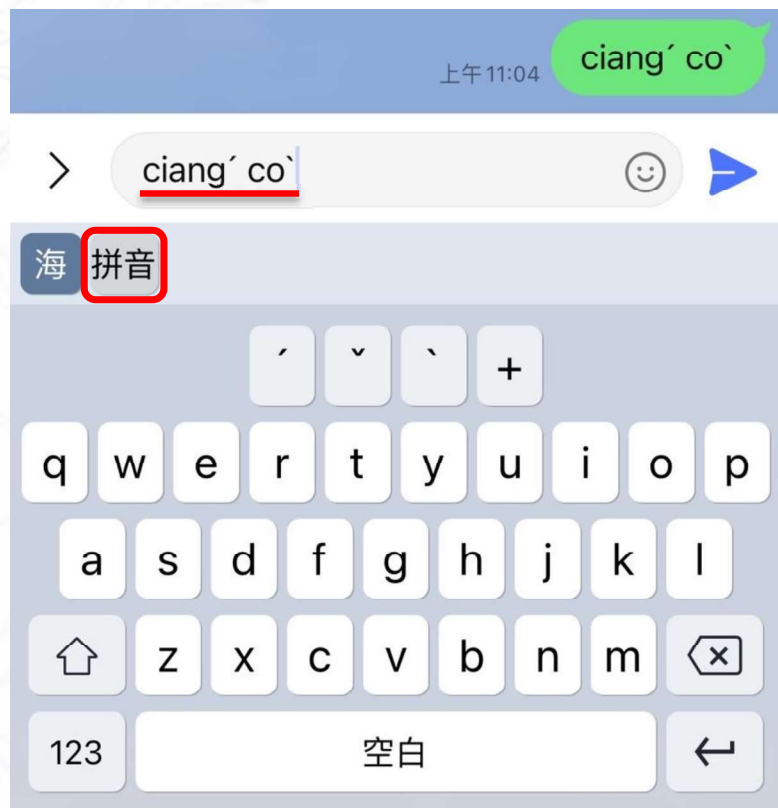 上午11:04 ciangˊ coˋ
ciangˊ coˋ
海 拼音
ˊ ˇ ˋ +
q w e r t y u i o p
a s d f g h j k l
z x c v b n m
123 空白